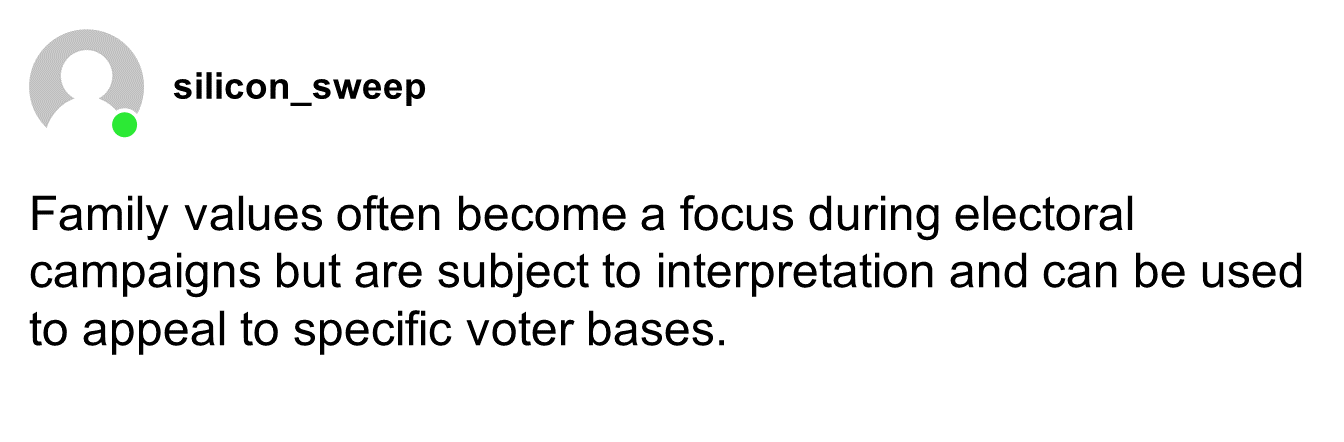 silicon_sweep
Family values often become a focus during electoral
campaigns but are subject to interpretation and can be used
to appeal to specific voter bases.